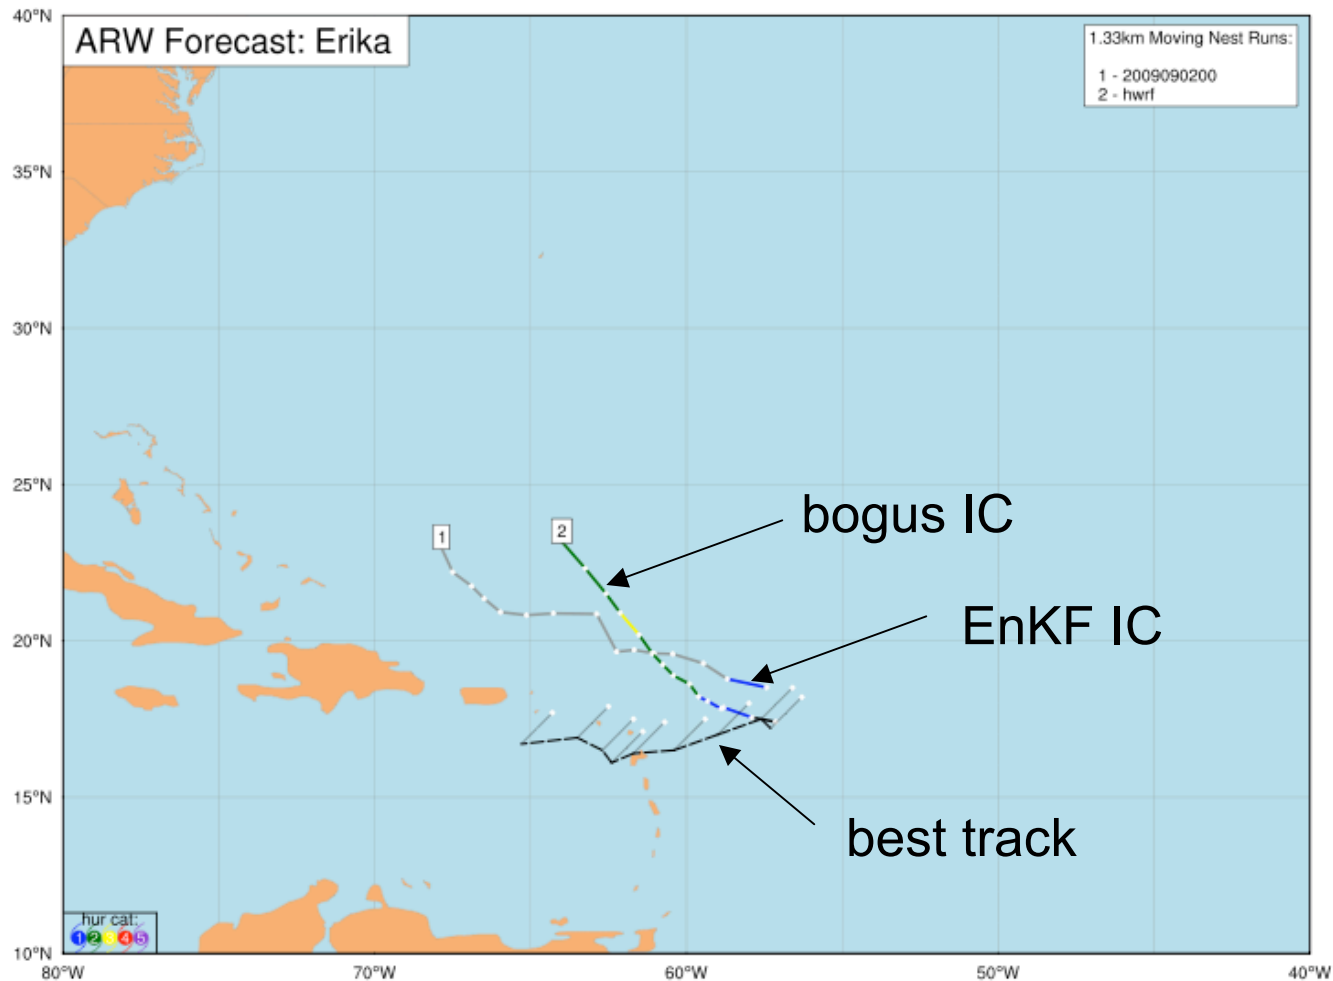 40°N
ARW Forecast: Erika
1.33km Moving Nest Runs:
1 - 2009090200
2 - hwrf
35°N
30°N
25°N
bogus IC
1
2
EnKF IC
20°N
15°N
best track
hur cat:
1 2 3 4 5
10°N
80°W 70°W 60°W 50°W 40°W